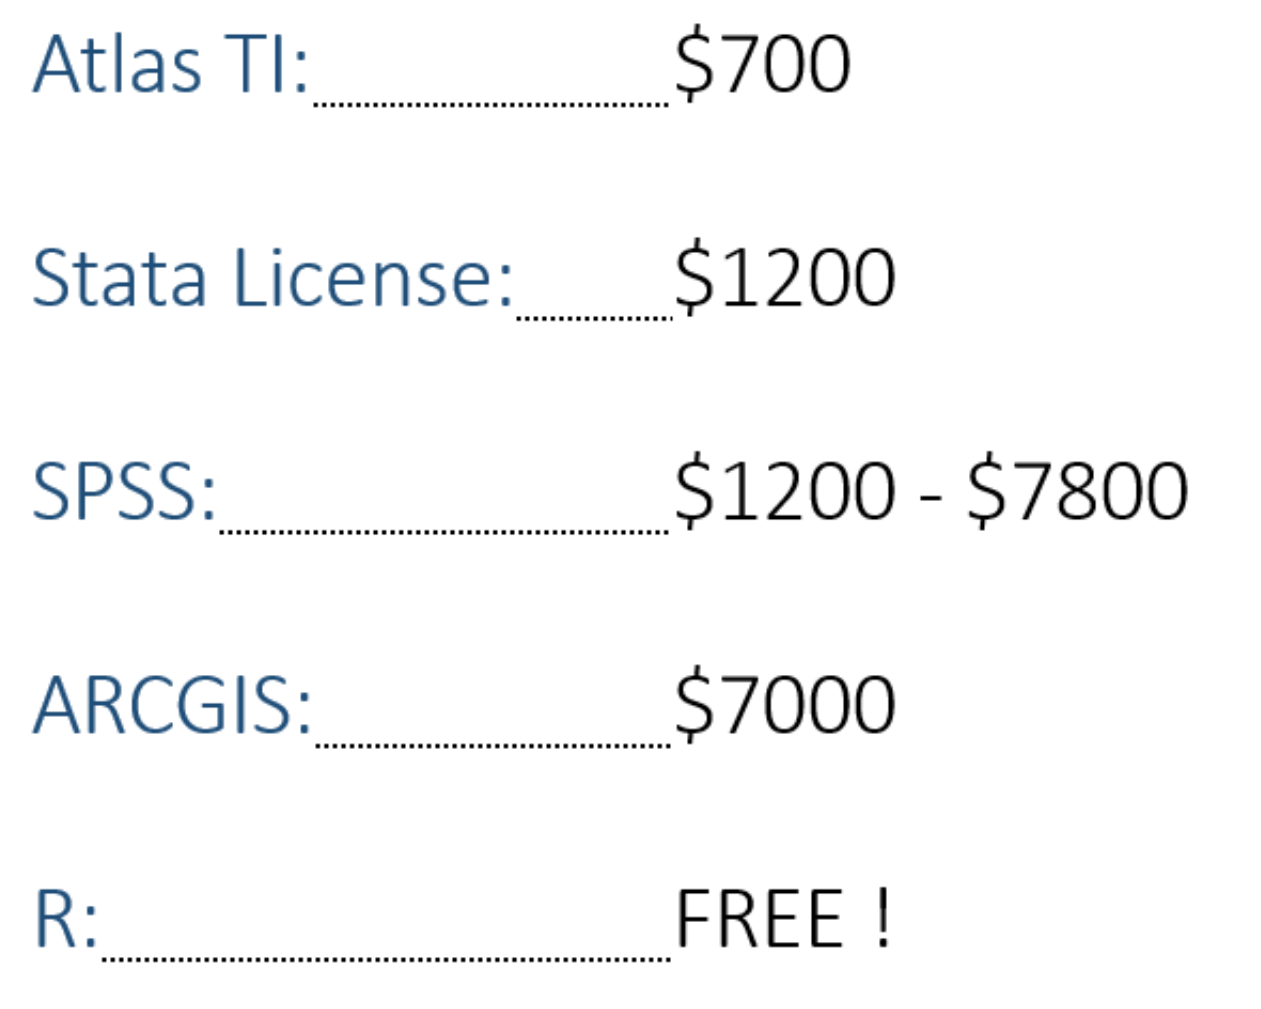 Atlas TI: $700
Stata License: $1200
SPSS: $1200 - $7800
ARCGIS: $7000
R: FREE !